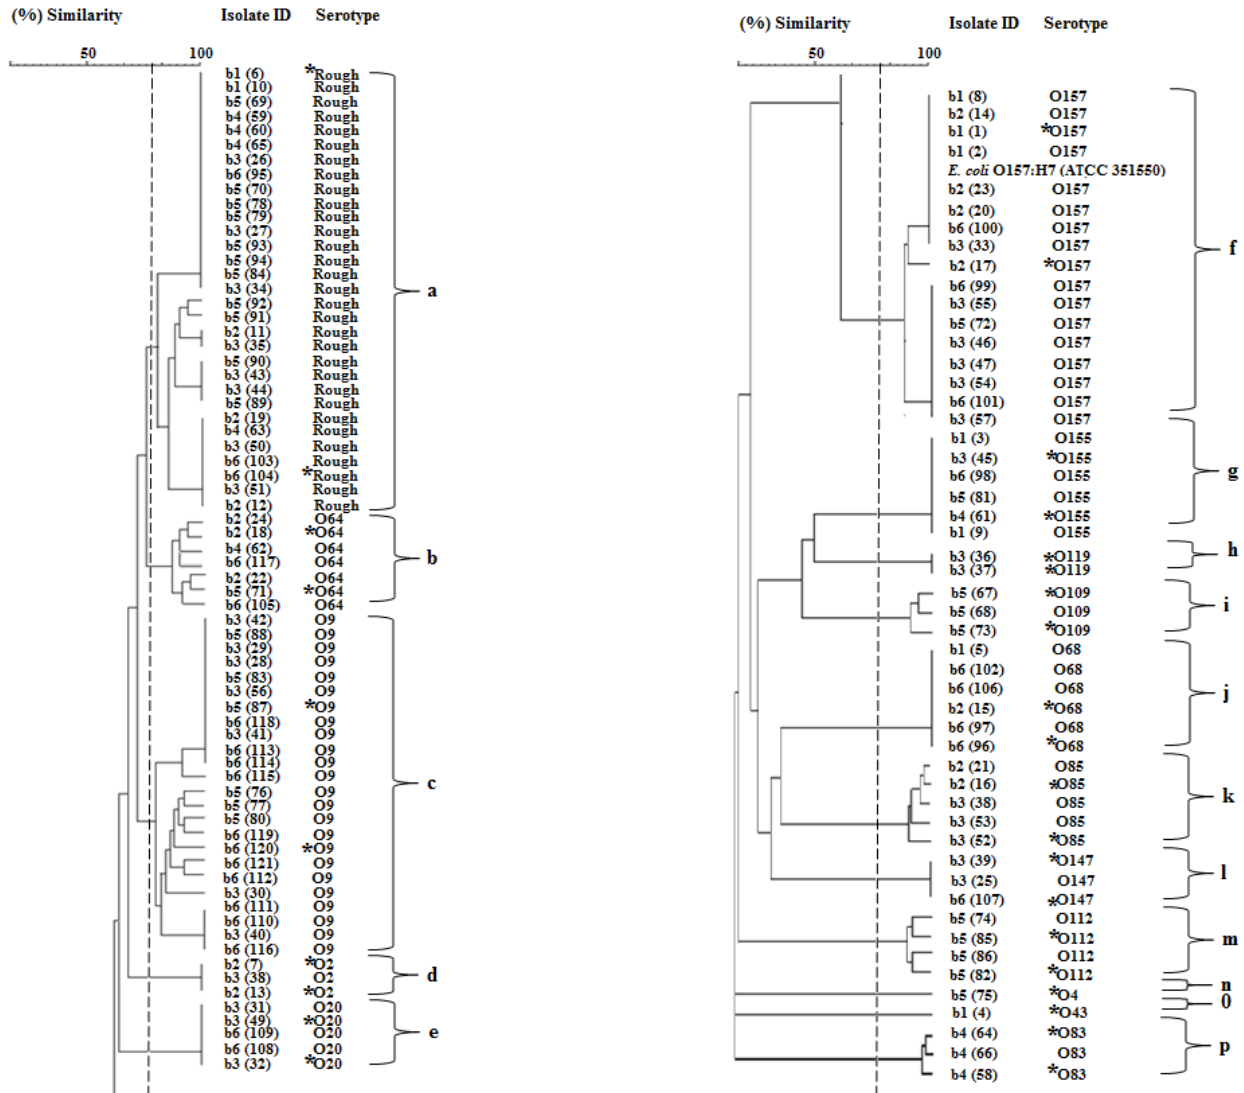 (%) Similarity Isolate ID Serotype
50 100
b1 (6) *Rough
b1 (10) Rough
b5 (69) Rough
b4 (59) Rough
b4 (60) Rough
b4 (65) Rough
b3 (26) Rough
b6 (95) Rough
b5 (70) Rough
b5 (78) Rough
b5 (79) Rough
b3 (27) Rough
b5 (93) Rough
b5 (94) Rough
b5 (84) Rough
b3 (34) Rough
a
b5 (92) Rough
b5 (91) Rough
b2 (11) Rough
b3 (35) Rough
b5 (90) Rough
b3 (43) Rough
b3 (44) Rough
b5 (89) Rough
b2 (19) Rough
b4 (63) Rough
b3 (50) Rough
b6 (103) Rough
b6 (104) *Rough
b3 (51) Rough
b2 (12) Rough
b2 (24) O64
b2 (18) *O64
b4 (62) O64
b
b6 (117) O64
b2 (22) O64
b5 (71) *O64
b6 (105) O64
b3 (42) O9
b5 (88) O9
b3 (29) O9
b3 (28) O9
b5 (83) O9
b3 (56) O9
b5 (87) *O9
b6 (118) O9
b3 (41) O9
b6 (113) O9
b6 (114) O9
b6 (115) O9
c
b5 (76) O9
b5 (77) O9
b5 (80) O9
b6 (119) O9
b6 (120) *O9
b6 (121) O9
b6 (112) O9
b3 (30) O9
b6 (111) O9
b6 (110) O9
b3 (40) O9
b6 (116) O9
b2 (7) *O2
b3 (38) O2
d
b2 (13) *O2
b3 (31) O20
b3 (49) *O20
b6 (109) O20
e
b6 (108) O20
b3 (32) *O20
(%) Similarity Isolate ID Serotype
50 100
b1 (8) O157
b2 (14) O157
b1 (1) *O157
b1 (2) O157
E. coli O157:H7 (ATCC 351550)
b2 (23) O157
b2 (20) O157
b6 (100) O157
b3 (33) O157
f
b2 (17) *O157
b6 (99) O157
b3 (55) O157
b5 (72) O157
b3 (46) O157
b3 (47) O157
b3 (54) O157
b6 (101) O157
b3 (57) O157
b1 (3) O155
b3 (45) *O155
g
b6 (98) O155
b5 (81) O155
b4 (61) *O155
b1 (9) O155
h
b3 (36) *O119
b3 (37) *O119
b5 (67) *O109
i
b5 (68) O109
b5 (73) *O109
b1 (5) O68
b6 (102) O68
b6 (106) O68
j
b2 (15) *O68
b6 (97) O68
b6 (96) *O68
b2 (21) O85
b2 (16) *O85
k
b3 (38) O85
b3 (53) O85
b3 (52) *O85
b3 (39) *O147
l
b3 (25) O147
b6 (107) *O147
b5 (74) O112
b5 (85) *O112
m
b5 (86) O112
b5 (82) *O112
n
b5 (75) *O4
0
b1 (4) *O43
b4 (64) *O83
p
b4 (66) O83
b4 (58) *O83